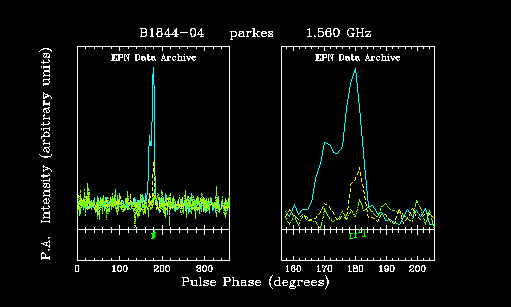 B1844-04 parkes 1.560 GHz
EPN Data Archive
EPN Data Archive
P.A. Intensity (arbitrary units)
0 100 200 300
160 170 180 190 200
Pulse Phase (degrees)